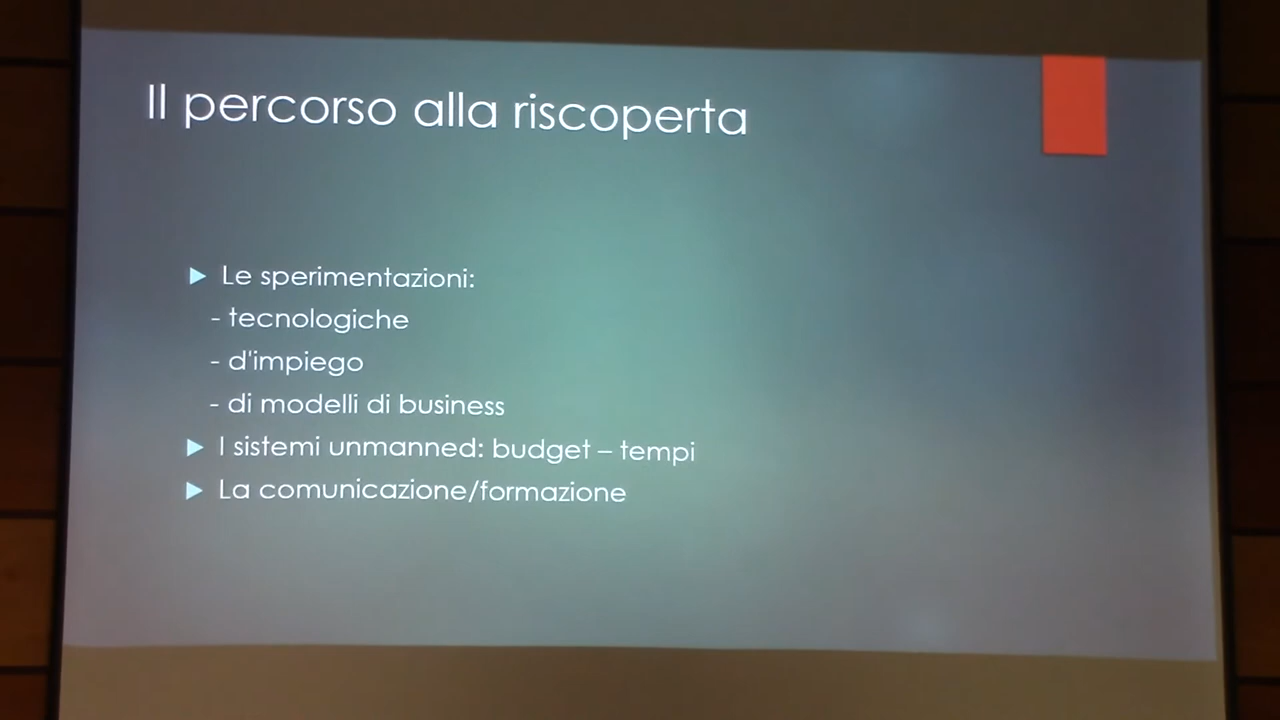 Il percorso alla riscoperta
▶ Le sperimentazioni:
- tecnologiche
- d'impiego
- di modelli di business
▶ I sistemi unmanned: budget – tempi
▶ La comunicazione/formazione